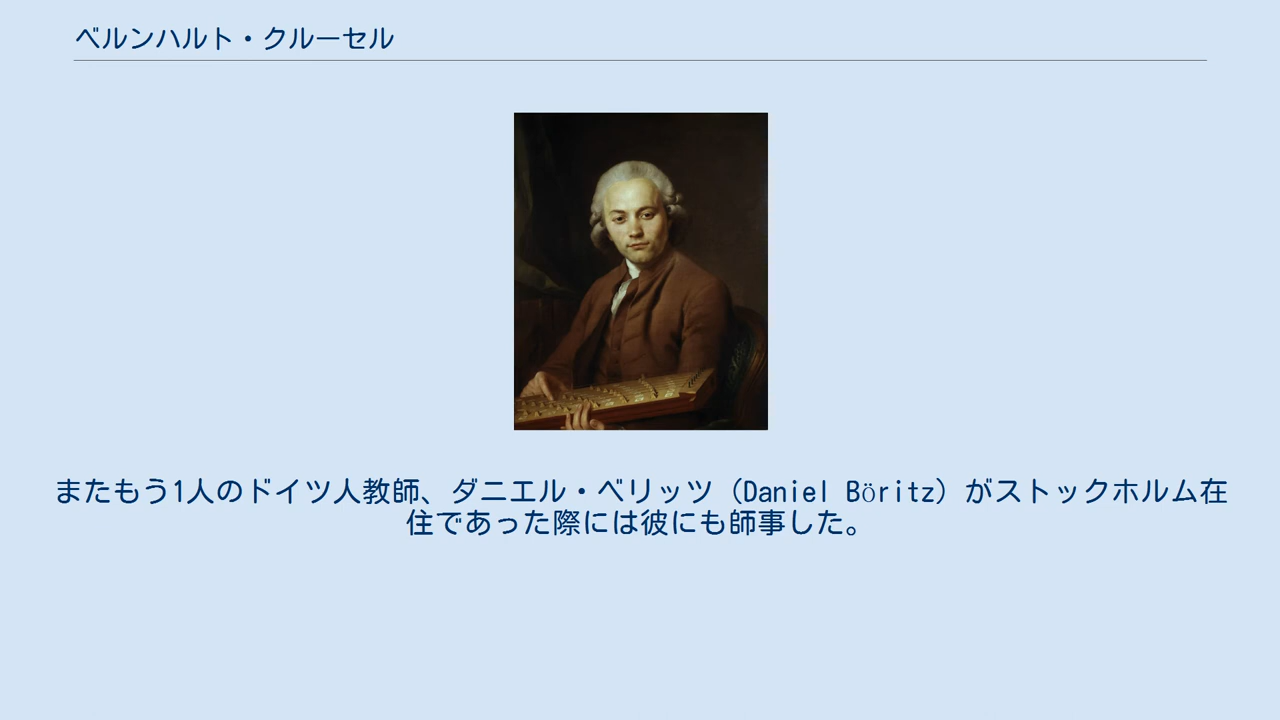 ベルンハルト・クルーセル
またもう1人のドイツ人教師、ダニエル・ベリッツ（Daniel Böritz）がストックホルム在
住であった際には彼にも師事した。